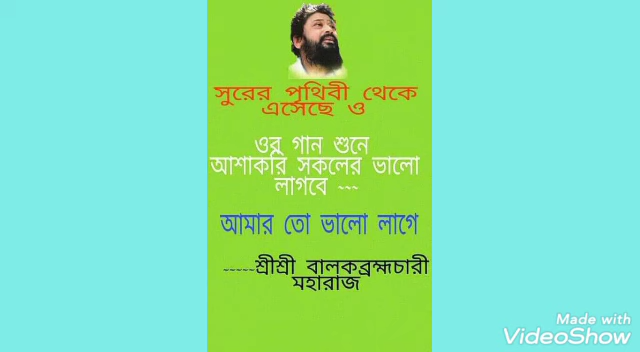 সুরের পৃথিবী থেকে
এসেছে ও
ওর গান শুনে
আশাকরি সকলের ভালো
লাগবে ~~~
আমার তো ভালো লাগে
~~~~~শ্রীশ্রী বালকব্রহ্মচারী
মহারাজ
Made with
VideoShow